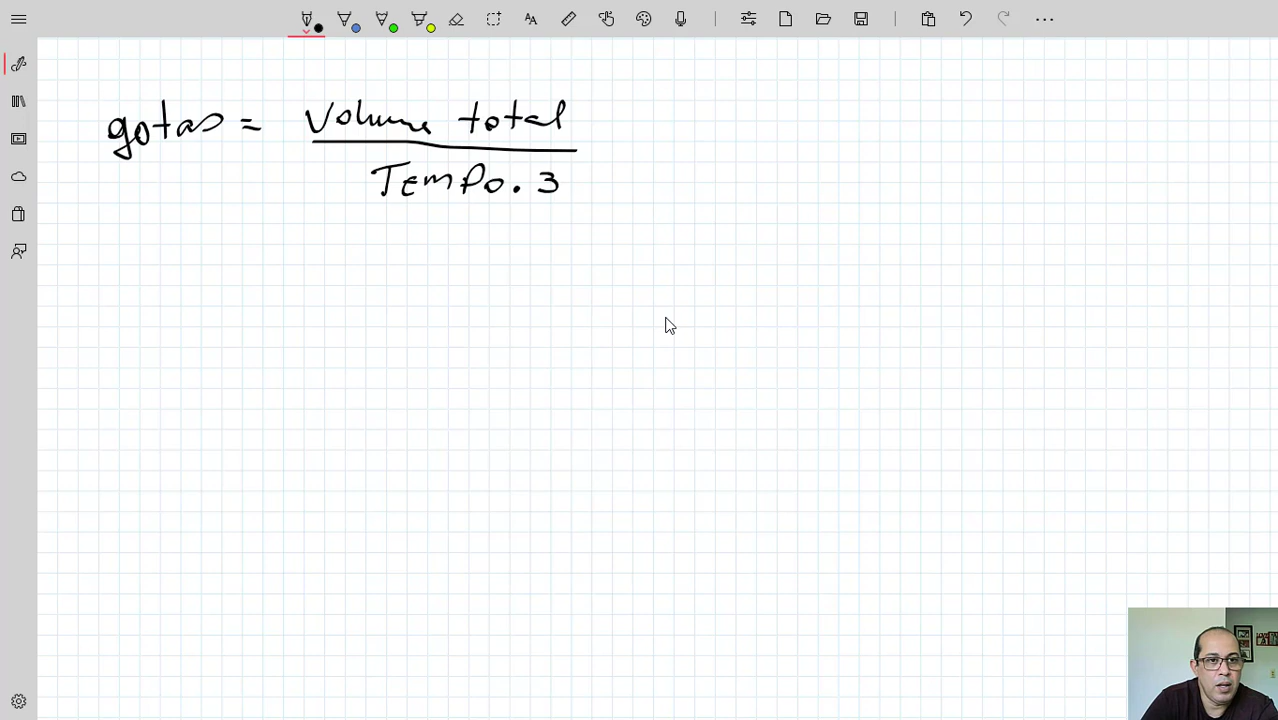 gotas = volume total
Tempo. 3